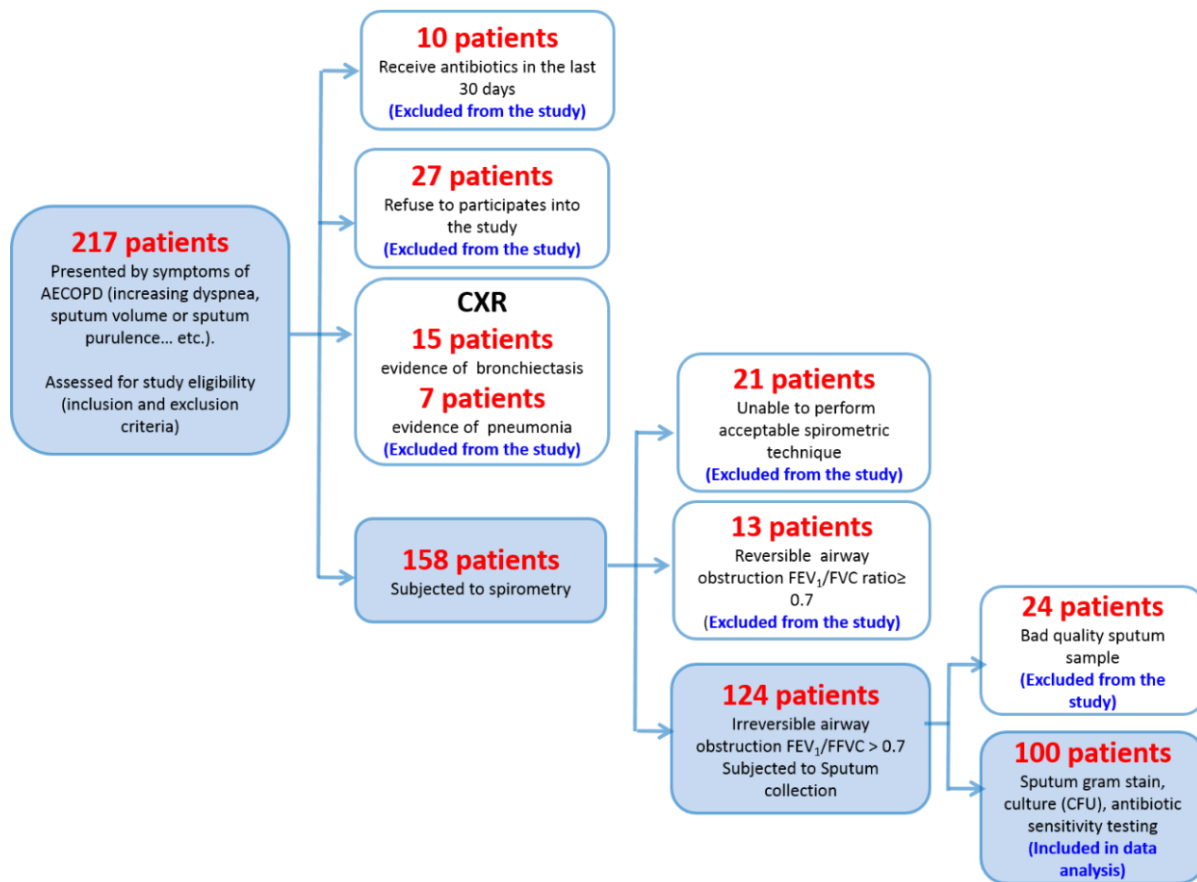 10 patients
Receive antibiotics in the last
30 days
(Excluded from the study)
27 patients
Refuse to participates into
the study
(Excluded from the study)
217 patients
Presented by symptoms of
AECOPD (increasing dyspnea,
sputum volume or sputum
purulence... etc.).
Assessed for study eligibility
(inclusion and exclusion
criteria)
CXR
15 patients
evidence of bronchiectasis
7 patients
evidence of pneumonia
(Excluded from the study)
158 patients
Subjected to spirometry
21 patients
Unable to perform
acceptable spirometric
technique
(Excluded from the study)
13 patients
Reversible airway
obstruction FEV₁/FVC ratio≥
0.7
(Excluded from the study)
124 patients
Irreversible airway
obstruction FEV₁/FFVC > 0.7
Subjected to Sputum
collection
24 patients
Bad quality sputum
sample
(Excluded from the
study)
100 patients
Sputum gram stain,
culture (CFU), antibiotic
sensitivity testing
(Included in data
analysis)